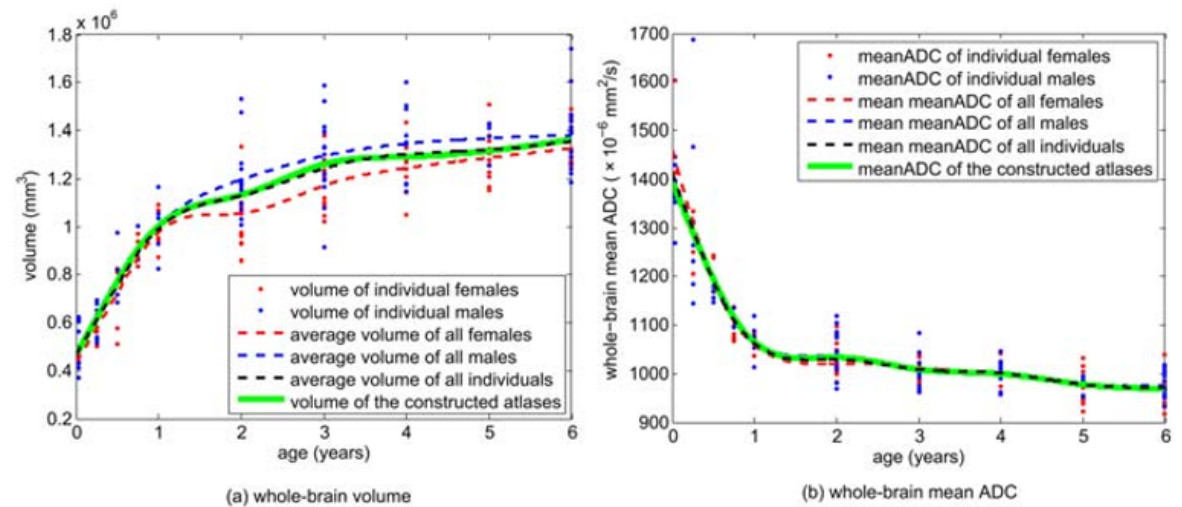 × 10⁶
1.8
1.6
1.4
1.2
1
0.8
0.6
0.4
0.2
volume (mm³)
volume of individual females
volume of individual males
average volume of all females
average volume of all males
average volume of all individuals
volume of the constructed atlases
0 1 2 3 4 5 6
age (years)
(a) whole-brain volume
1700
1600
1500
1400
1300
1200
1100
1000
900
whole-brain mean ADC ( × 10⁻⁶ mm²/s)
meanADC of individual females
meanADC of individual males
mean meanADC of all females
mean meanADC of all males
mean meanADC of all individuals
meanADC of the constructed atlases
0 1 2 3 4 5 6
age (years)
(b) whole-brain mean ADC